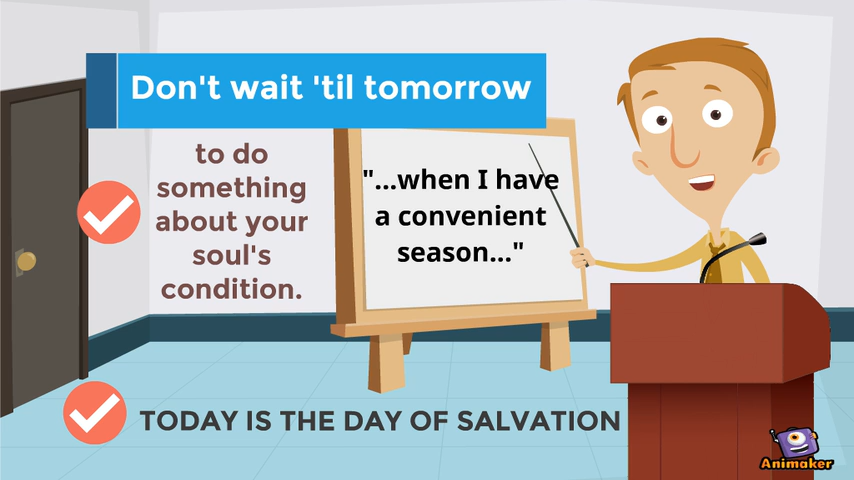 Don't wait 'til tomorrow
to do
something
about your
soul's
condition.
"...when I have
a convenient
season..."
TODAY IS THE DAY OF SALVATION
Animaker